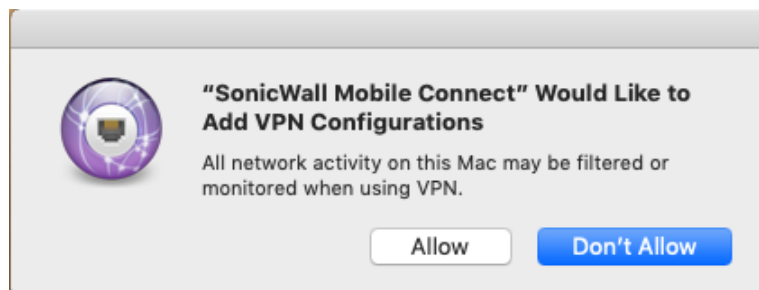 “SonicWall Mobile Connect” Would Like to
Add VPN Configurations
All network activity on this Mac may be filtered or
monitored when using VPN.
Allow
Don’t Allow